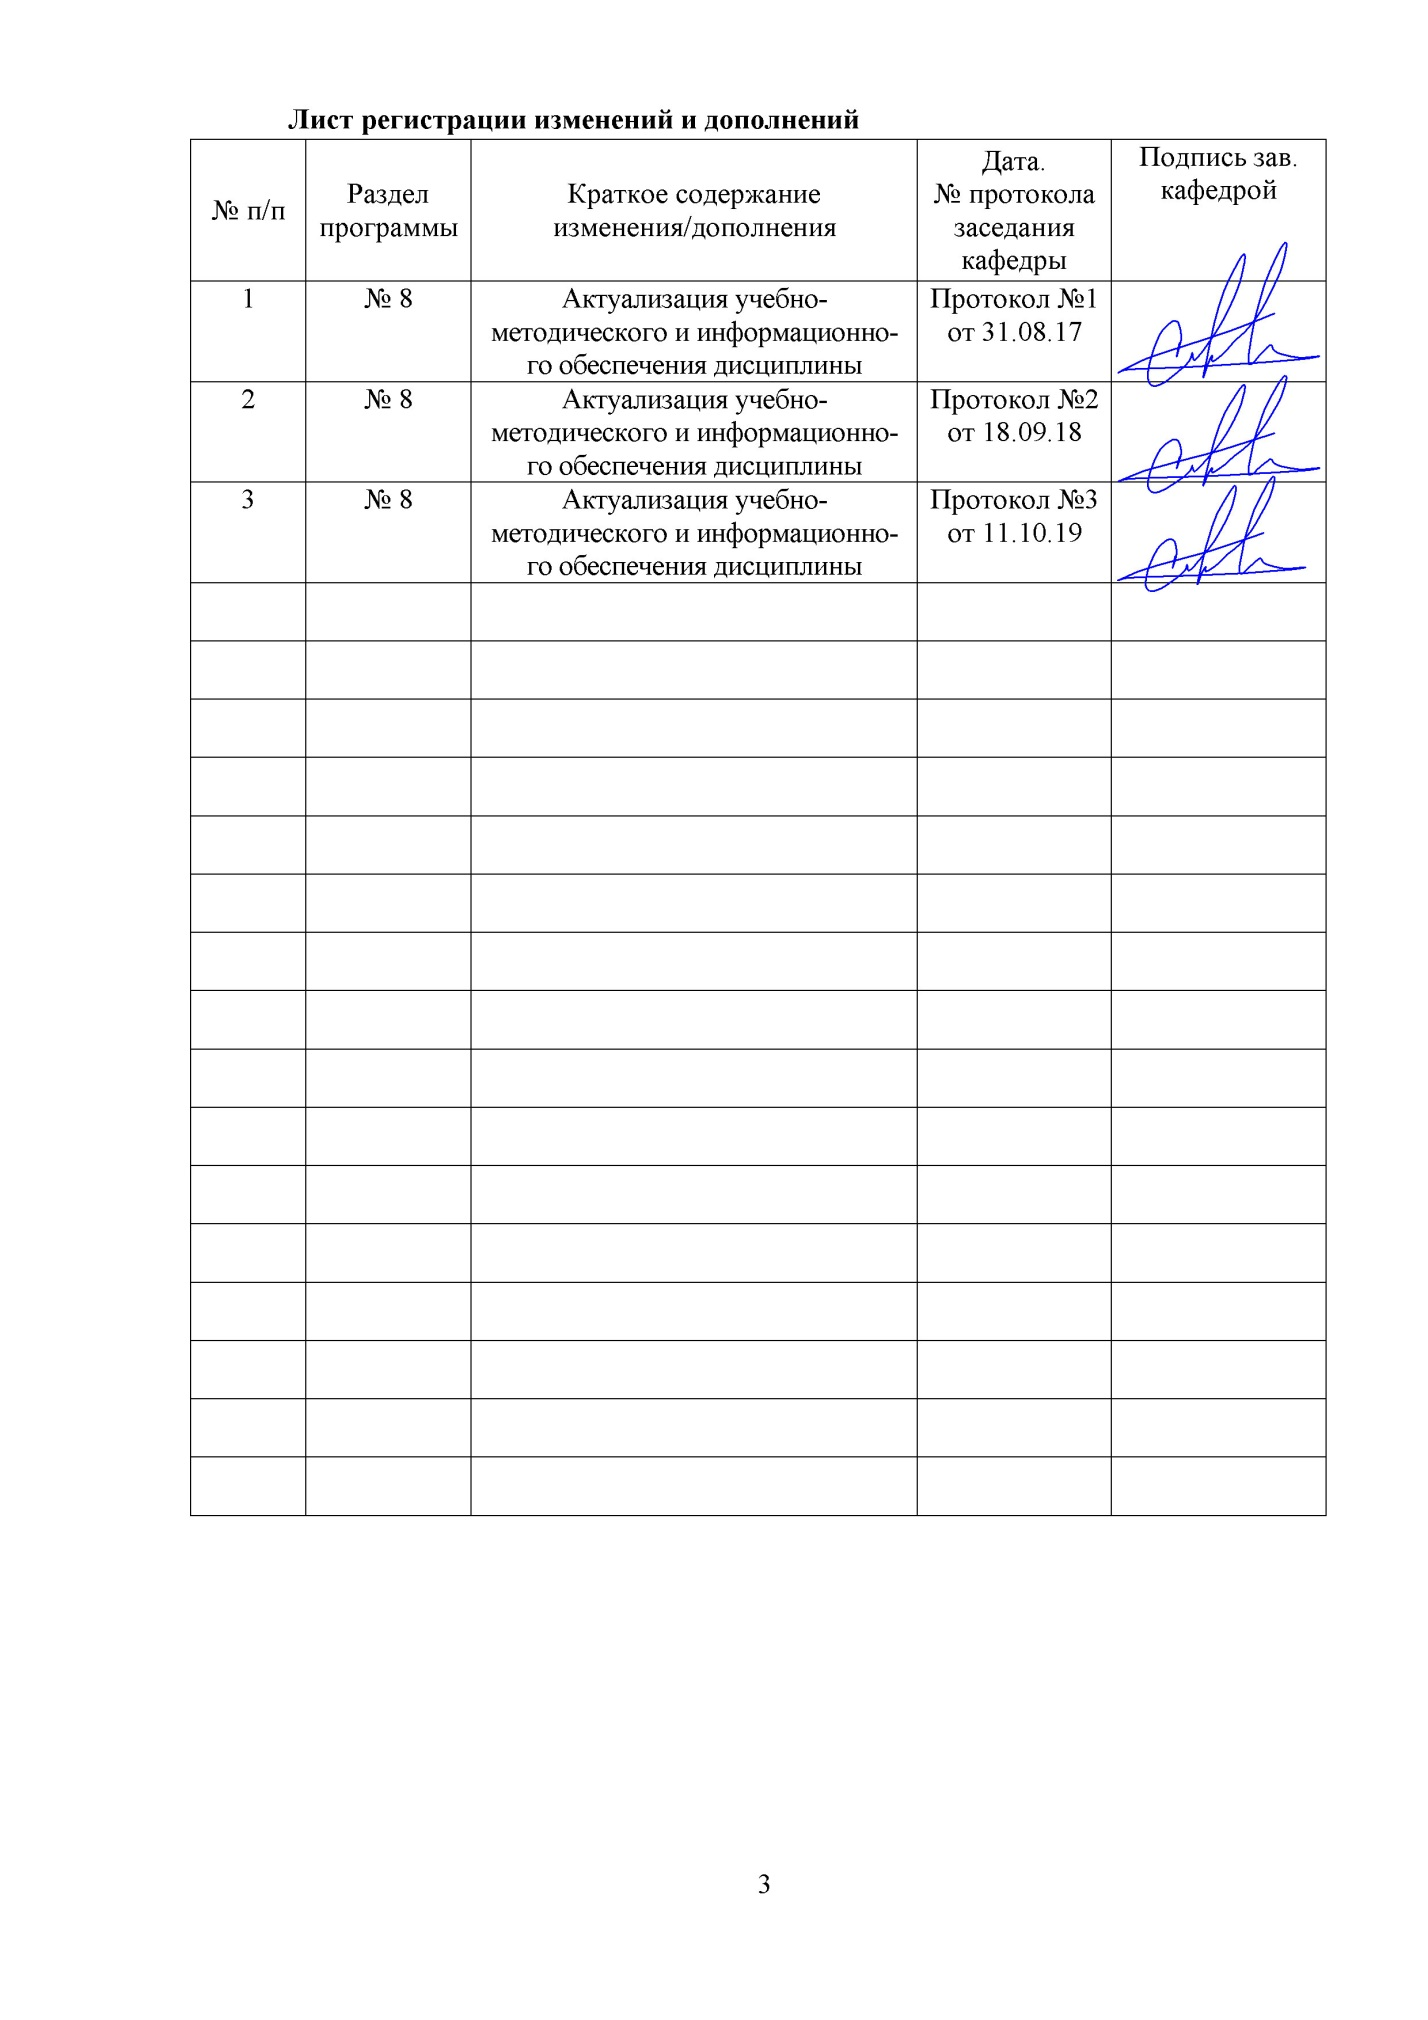 Лист регистрации изменений и дополнений
№ п/п
Раздел
программы
Краткое содержание
изменения/дополнения
Дата.
№ протокола
заседания
кафедры
Подпись зав.
кафедрой
1
№ 8
Актуализация учебно-
методического и информационно-
го обеспечения дисциплины
Протокол №1
от 31.08.17
2
№ 8
Актуализация учебно-
методического и информационно-
го обеспечения дисциплины
Протокол №2
от 18.09.18
3
№ 8
Актуализация учебно-
методического и информационно-
го обеспечения дисциплины
Протокол №3
от 11.10.19
3